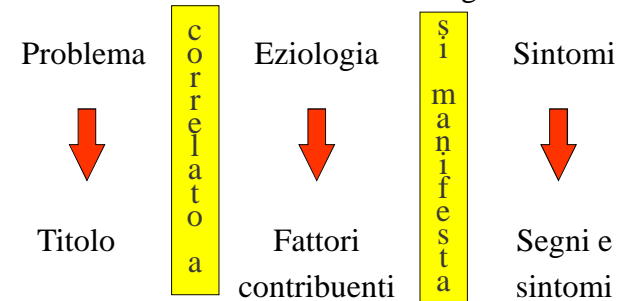 Problema
correlato a
Eziologia
si manifesta
Sintomi
Titolo
Fattori
contribuenti
Segni e
sintomi